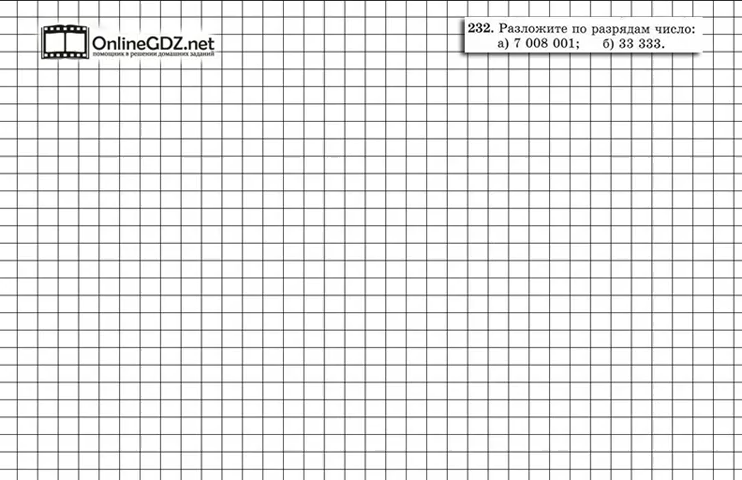 OnlineGDZ.net
помощник в решении домашних заданий
232. Разложите по разрядам число:
а) 7 008 001; б) 33 333.